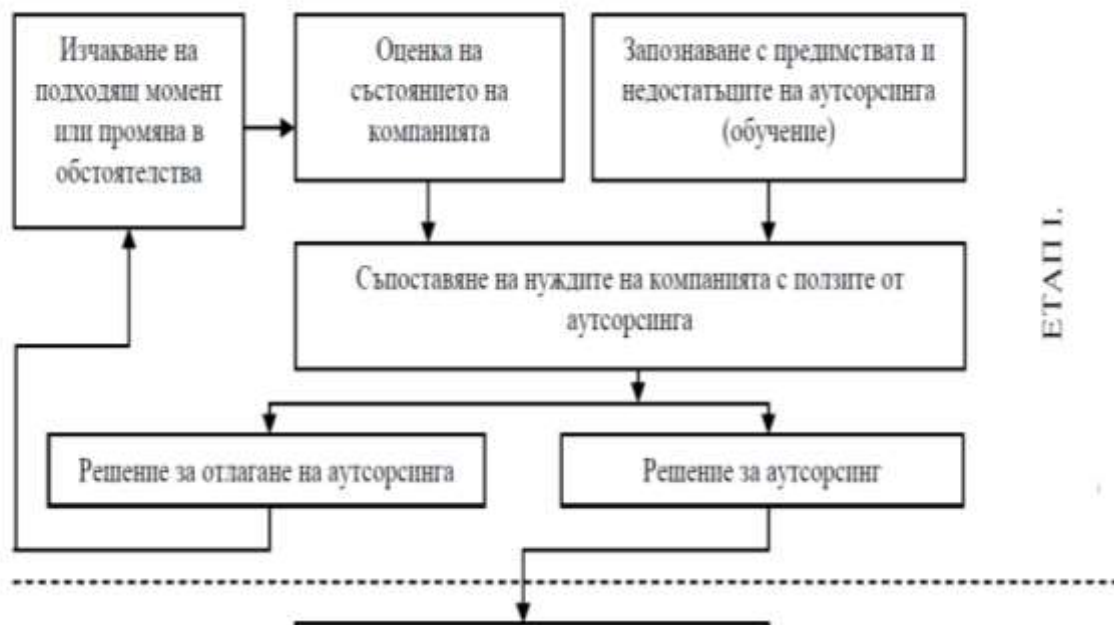 Изчакване на
подходящ момент
или промяна в
обстоятелства
Оценка на
състоянието на
компанията
Запознаване с предимствата и
недостатъците на аутсорсинга
(обучение)
Съпоставяне на нуждите на компанията с ползите от
аутсорсинга
Решение за отлагане на аутсорсинга
Решение за аутсорсинг
ЕТАП I.